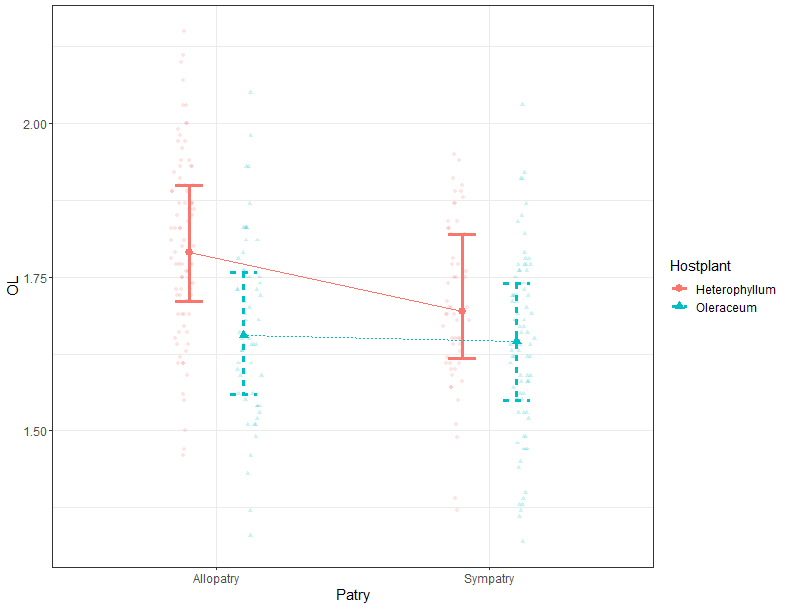 2.00
1.75
1.50
OL
Allopatry
Sympatry
Patry
Hostplant
Heterophyllum
Oleraceum